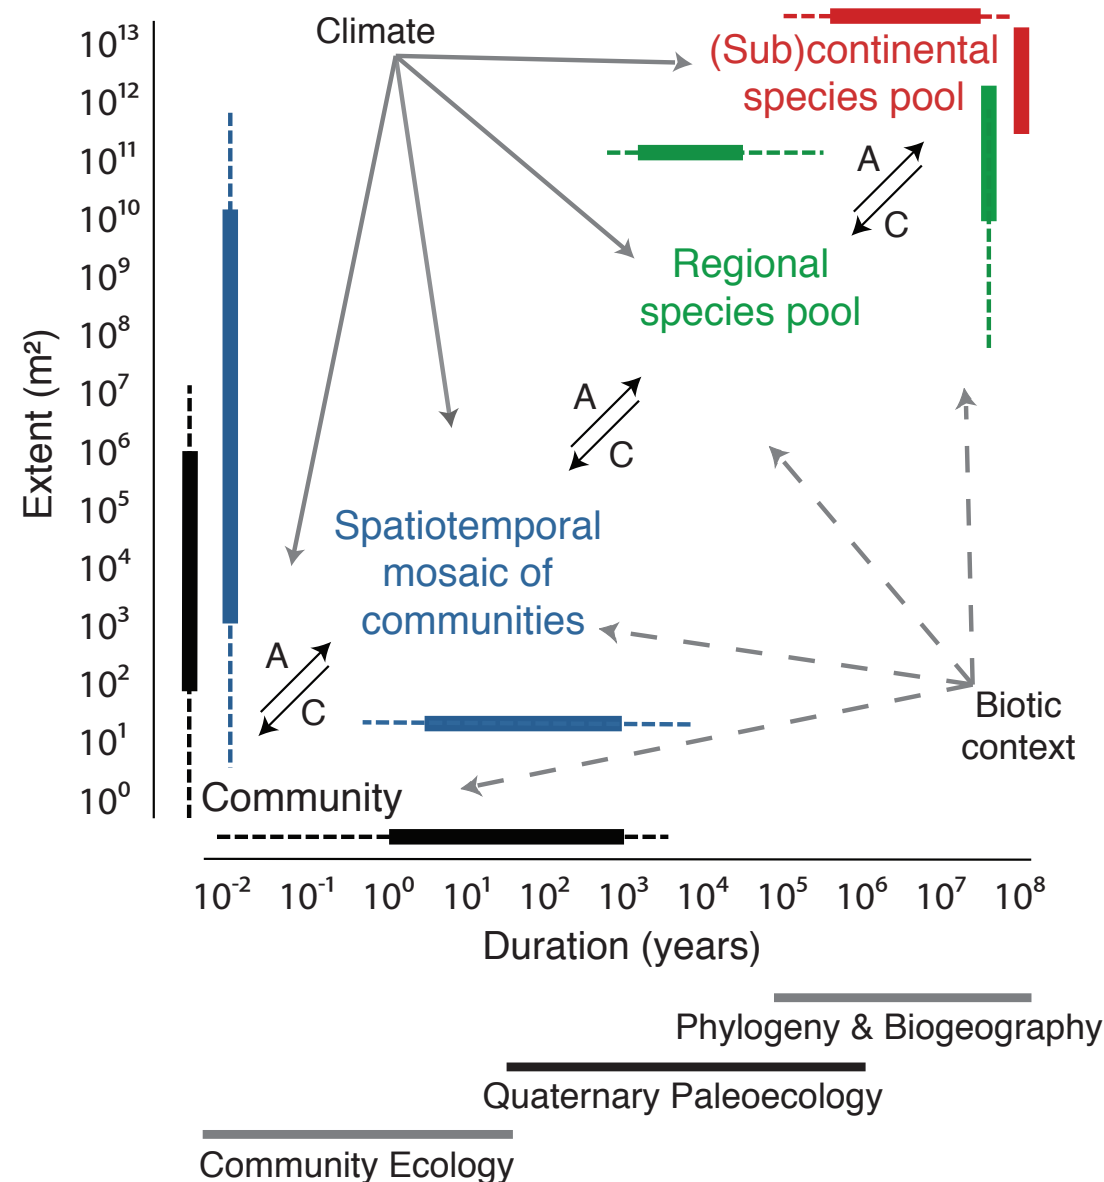 Climate
(Sub)continental
species pool
A
C
Regional
species pool
A
C
Spatiotemporal
mosaic of
communities
A
C
Biotic
context
Community
Extent (m²)
10¹³
10¹²
10¹¹
10¹⁰
10⁹
10⁸
10⁷
10⁶
10⁵
10⁴
10³
10²
10¹
10⁰
10⁻² 10⁻¹ 10⁰ 10¹ 10² 10³ 10⁴ 10⁵ 10⁶ 10⁷ 10⁸
Duration (years)
Phylogeny & Biogeography
Quaternary Paleoecology
Community Ecology